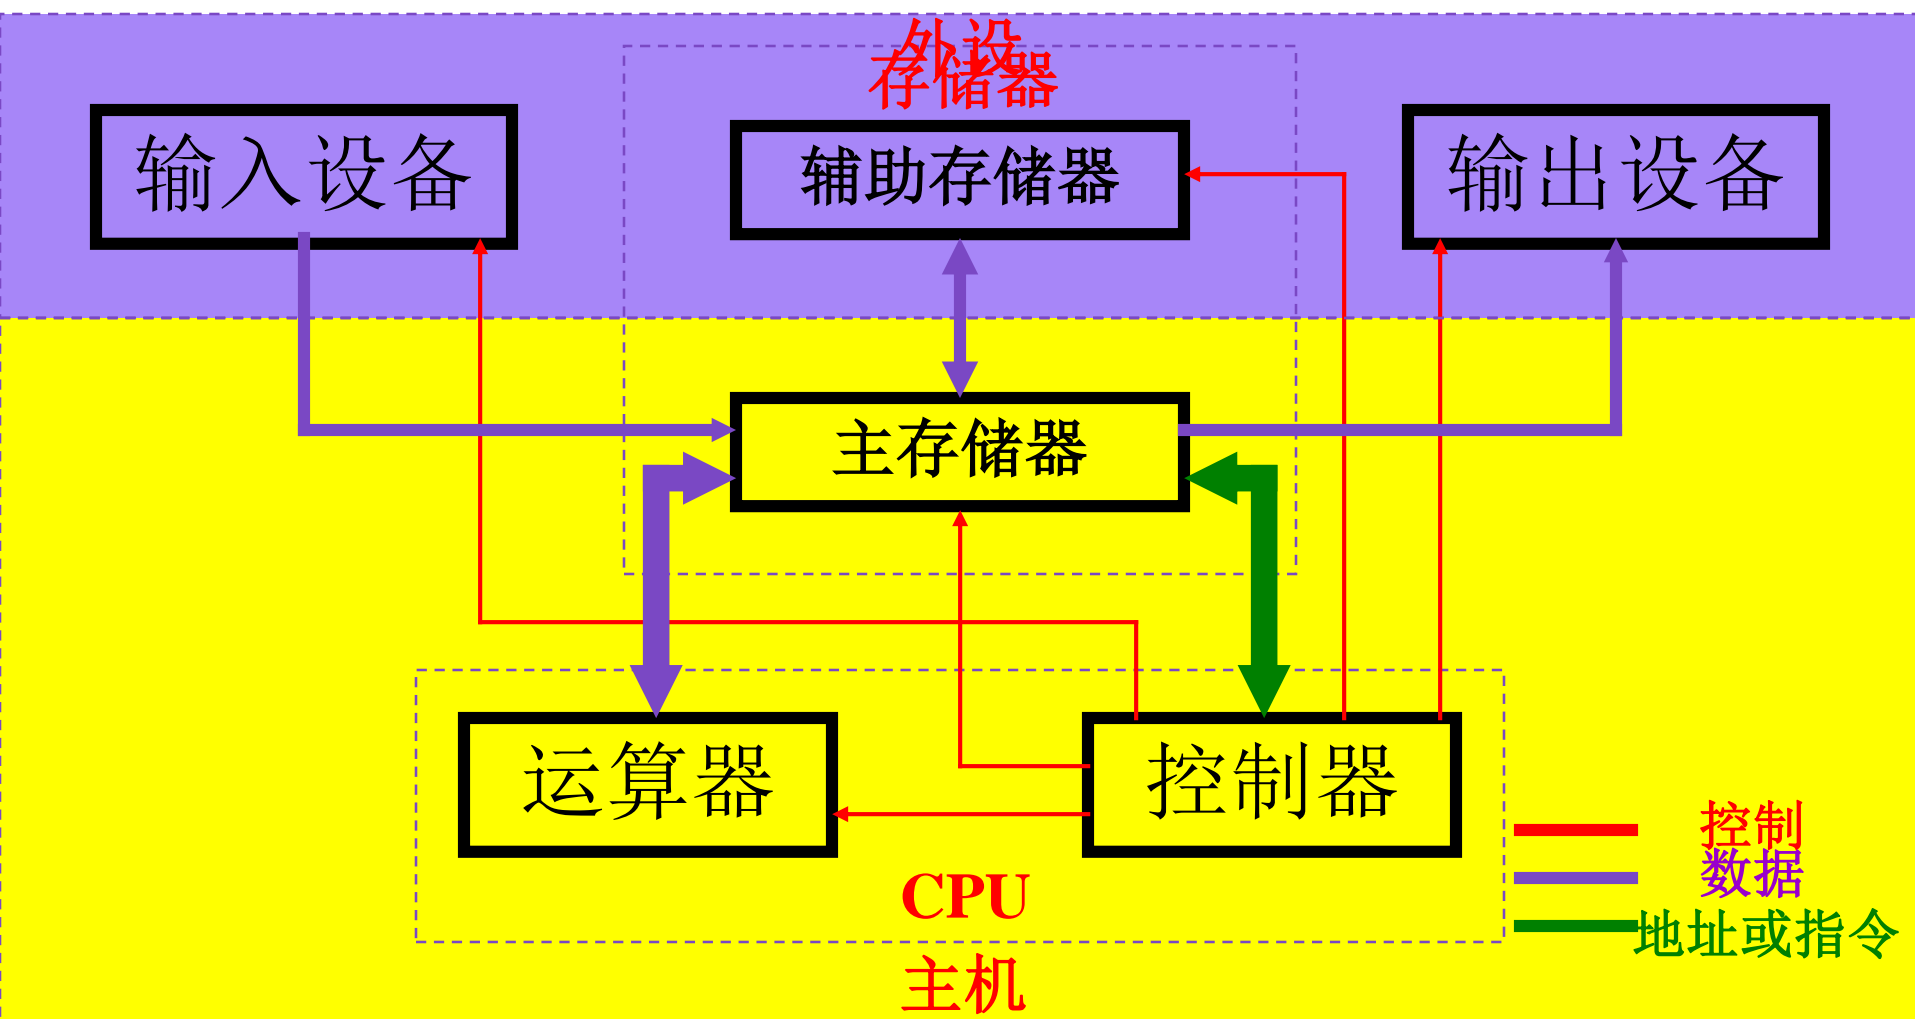 外设
存储器
输入设备
辅助存储器
输出设备
主存储器
运算器
控制器
控制
数据
CPU
地址或指令
主机